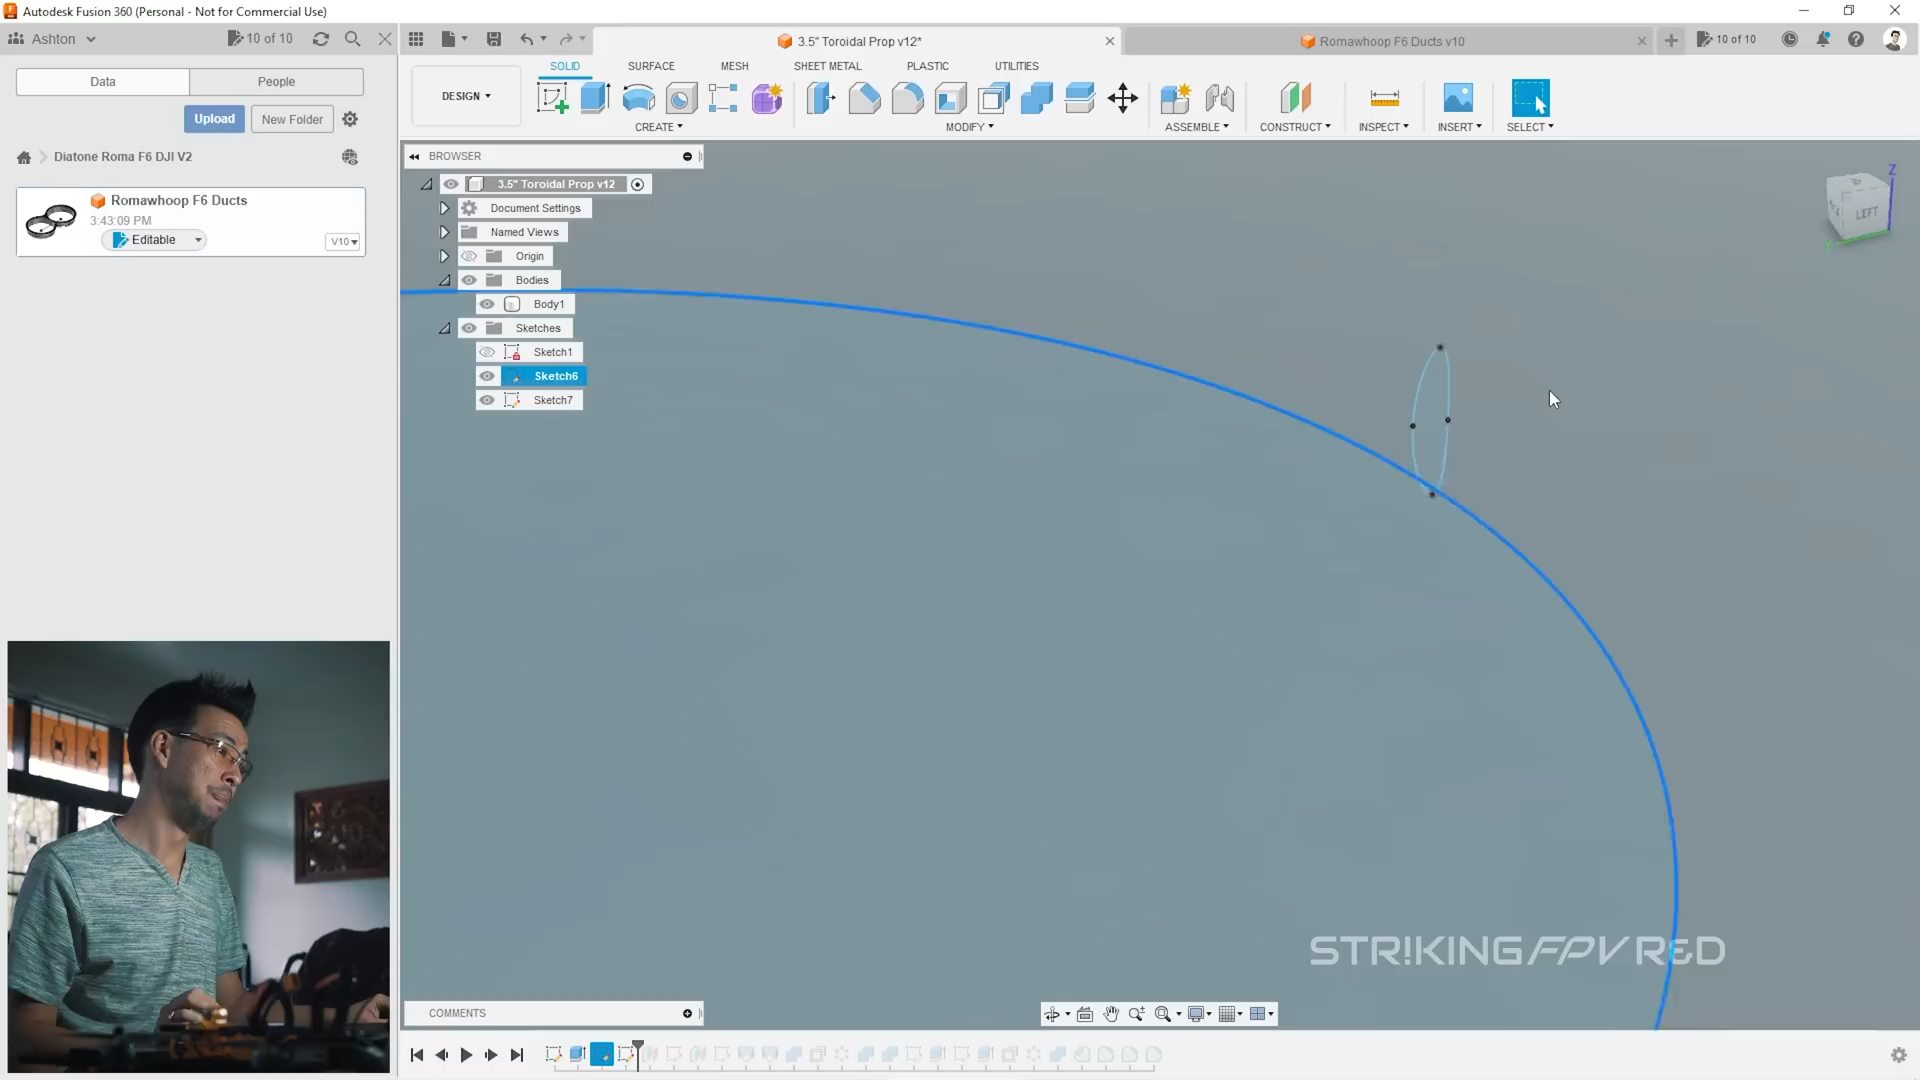 Autodesk Fusion 360 (Personal - Not for Commercial Use)
Ashton
10 of 10
3.5" Toroidal Prop v12*
Romawhoop F6 Ducts v10
10 of 10
Data
People
SOLID
SURFACE
MESH
SHEET METAL
PLASTIC
UTILITIES
DESIGN
Upload
New Folder
CREATE
MODIFY
ASSEMBLE
CONSTRUCT
INSPECT
INSERT
SELECT
Diatone Roma F6 DJI V2
BROWSER
Romawhoop F6 Ducts
3:43:09 PM
Editable
V10
3.5" Toroidal Prop v12
Document Settings
Named Views
Origin
Bodies
Body1
Sketches
Sketch1
Sketch6
Sketch7
Z
LEFT
Y
STR!KINGFPV R&D
COMMENTS